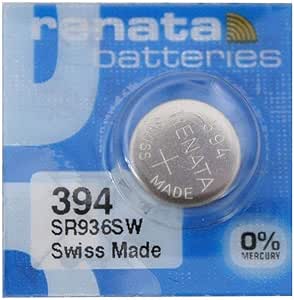 renata
batteries
394
RENATA
SWISS
+
MADE
394
SR936SW
Swiss Made
0%
MERCURY